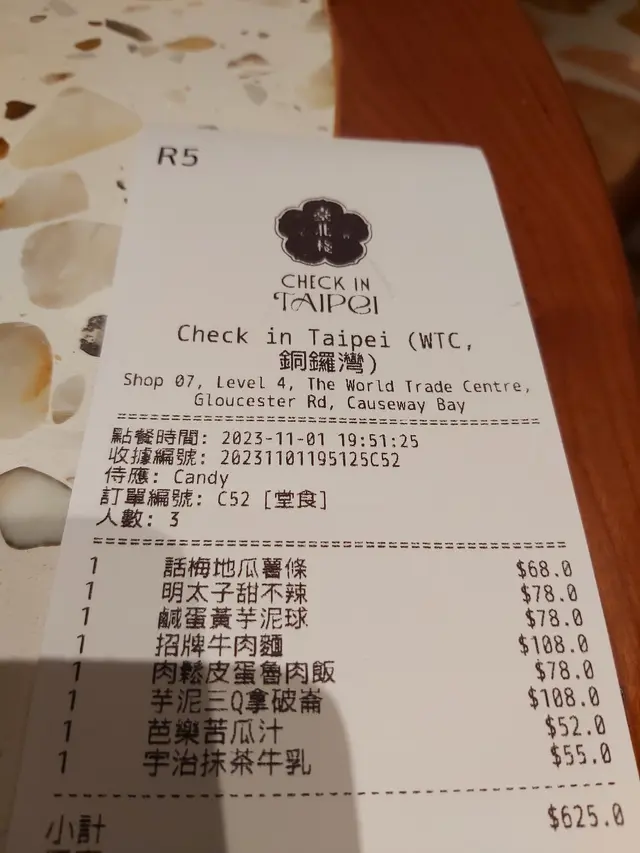 R5
臺北棧
CHECK IN
TAIPEI
Check in Taipei (WTC,
銅鑼灣)
Shop 07, Level 4, The World Trade Centre,
Gloucester Rd, Causeway Bay
點餐時間: 2023-11-01 19:51:25
收據編號: 20231101195125C52
侍應: Candy
訂單編號: C52 [堂食]
人數: 3
1 話梅地瓜薯條 $68.0
1 明太子甜不辣 $78.0
1 鹹蛋黃芋泥球 $78.0
1 招牌牛肉麵 $108.0
1 肉鬆皮蛋魯肉飯 $78.0
1 芋泥三Q拿破崙 $108.0
1 芭樂苦瓜汁 $52.0
1 宇治抹茶牛乳 $55.0
小計 $625.0